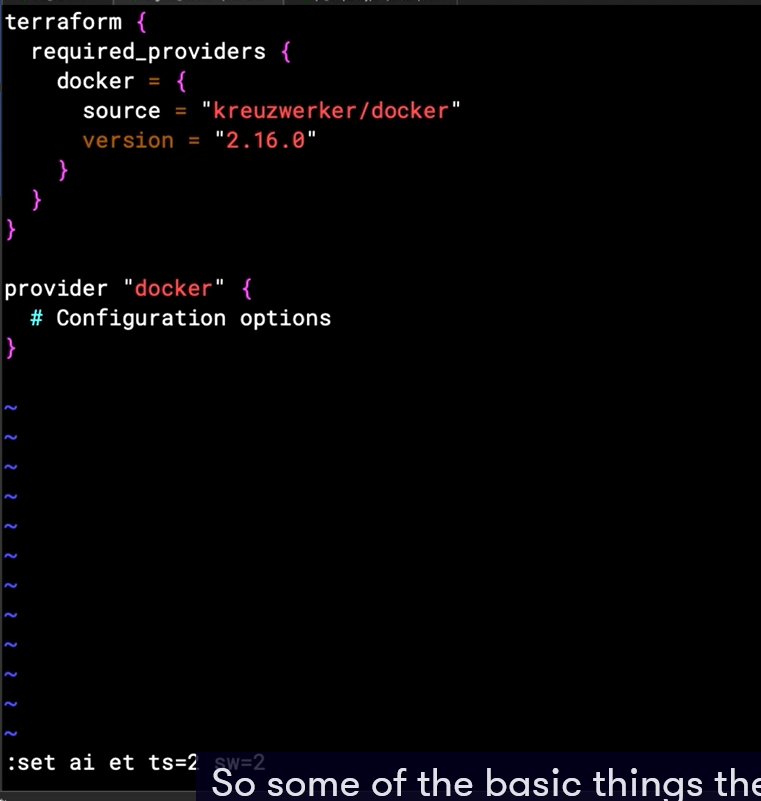 terraform {
  required_providers {
    docker = {
      source = "kreuzwerker/docker"
      version = "2.16.0"
    }
  }
}

provider "docker" {
  # Configuration options
}

~
~
~
~
~
~
~
~
~
~
~
~
:set ai et ts=2 sw=2
So some of the basic things the